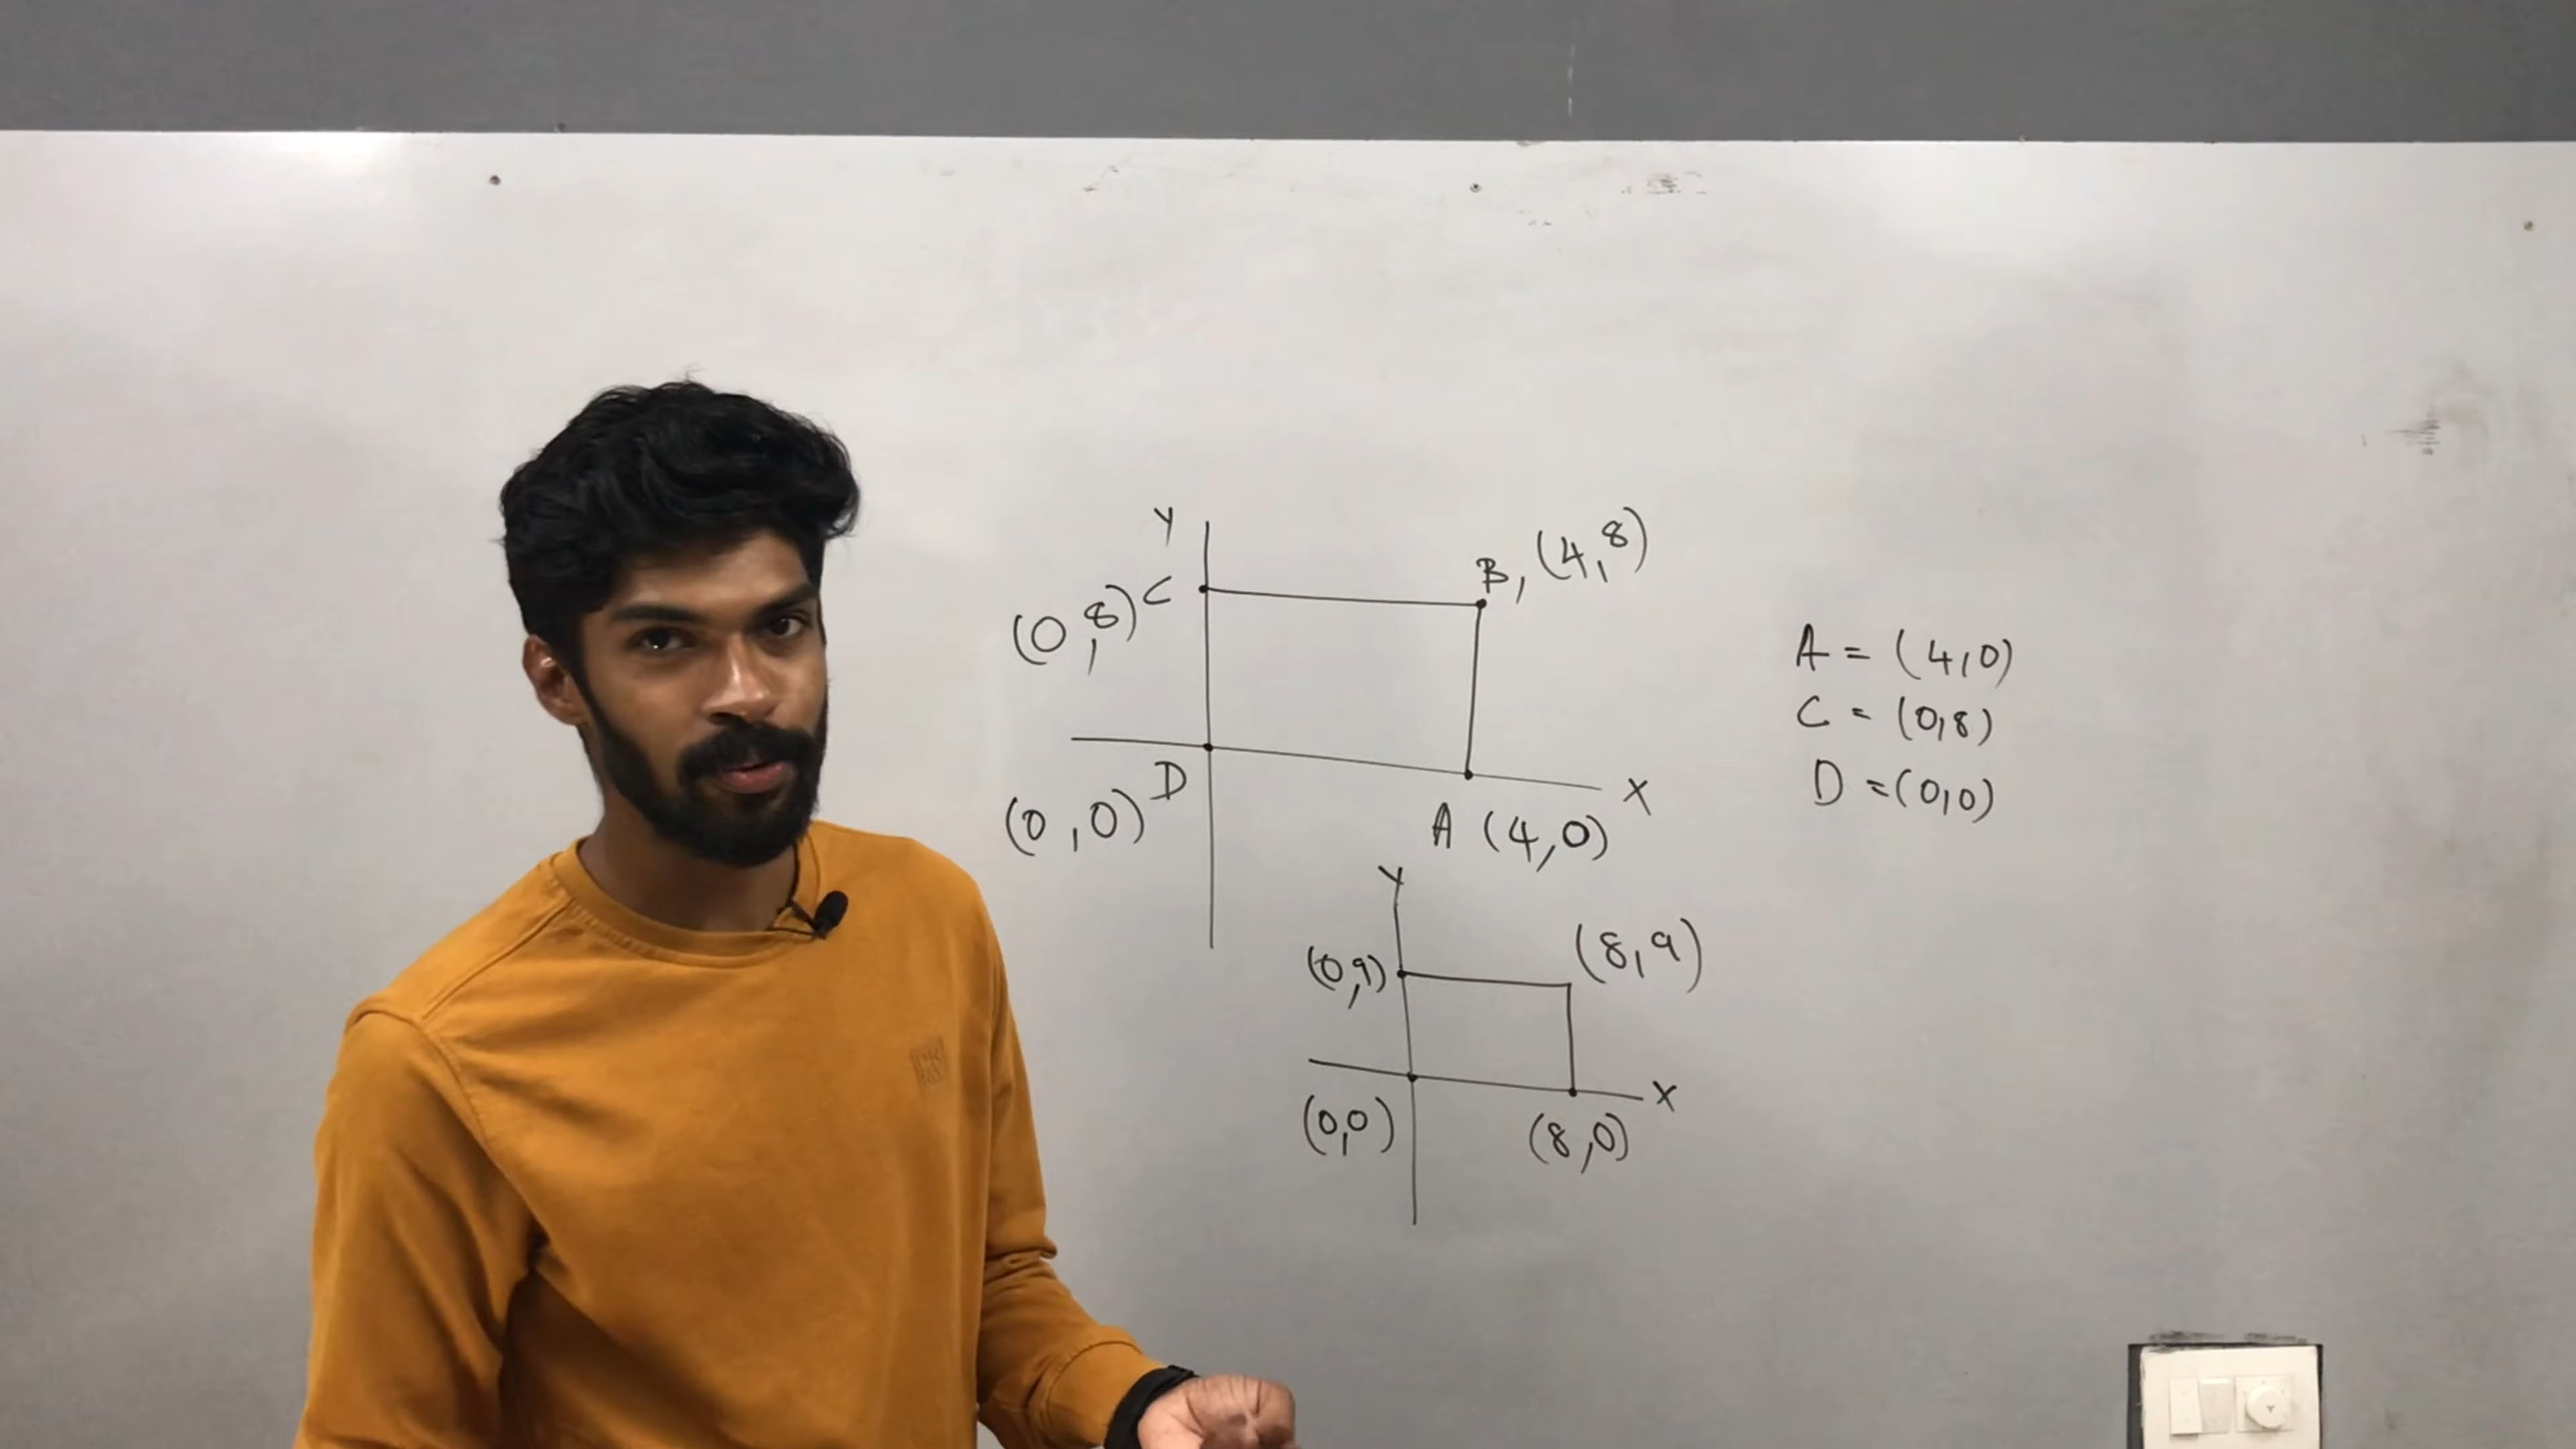 Y
C
B, (4,8)
(0,8)
D
X
(0,0)
A (4,0)
A = (4,0)
C = (0,8)
D = (0,0)
Y
(0,9)
(8,9)
X
(0,0)
(8,0)